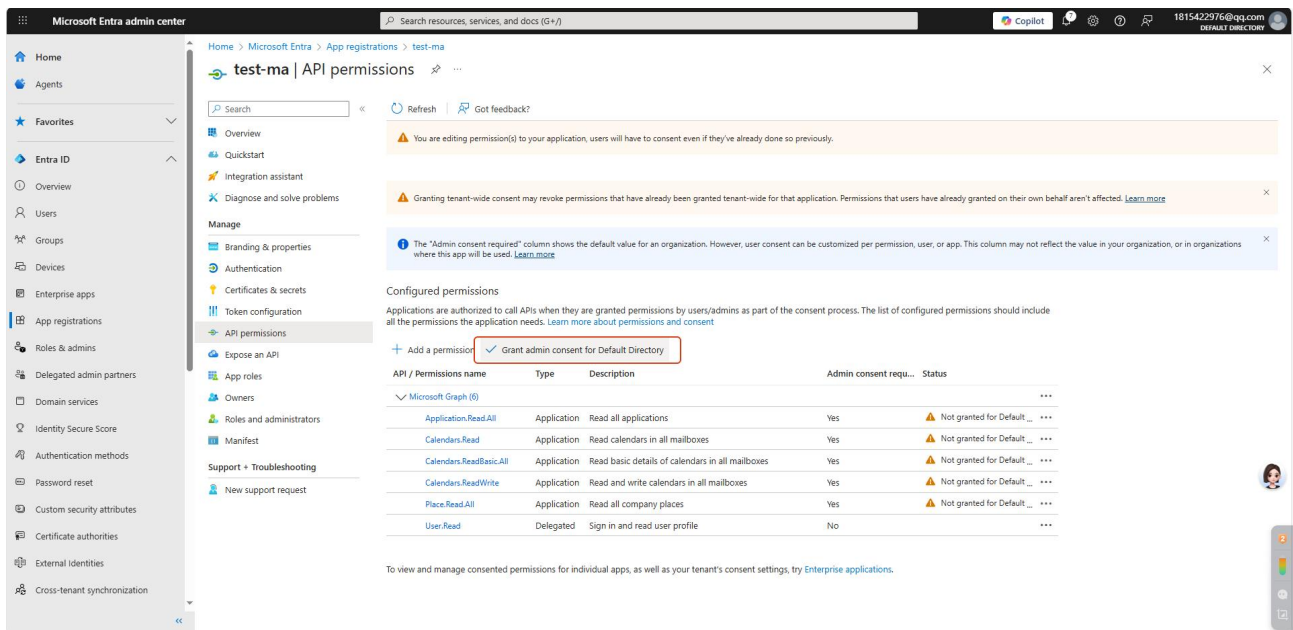 Microsoft Entra admin center
Search resources, services, and docs (G+/)
Copilot
7
1815422976@qq.com
DEFAULT DIRECTORY
Home
Agents
Favorites
Entra ID
Overview
Users
Groups
Devices
Enterprise apps
App registrations
Roles & admins
Delegated admin partners
Domain services
Identity Secure Score
Authentication methods
Password reset
Custom security attributes
Certificate authorities
External Identities
Cross-tenant synchronization
«
Home > Microsoft Entra > App registrations > test-ma
test-ma | API permissions
Search
«
Overview
Quickstart
Integration assistant
Diagnose and solve problems
Manage
Branding & properties
Authentication
Certificates & secrets
Token configuration
API permissions
Expose an API
App roles
Owners
Roles and administrators
Manifest
Support + Troubleshooting
New support request
Refresh | Got feedback?
You are editing permission(s) to your application, users will have to consent even if they've already done so previously.
Granting tenant-wide consent may revoke permissions that have already been granted tenant-wide for that application. Permissions that users have already granted on their own behalf aren't affected. Learn more
The "Admin consent required" column shows the default value for an organization. However, user consent can be customized per permission, user, or app. This column may not reflect the value in your organization, or in organizations
where this app will be used. Learn more
Configured permissions
Applications are authorized to call APIs when they are granted permissions by users/admins as part of the consent process. The list of configured permissions should include
all the permissions the application needs. Learn more about permissions and consent
Add a permission Grant admin consent for Default Directory
API / Permissions name Type Description Admin consent requ... Status
Microsoft Graph (6)
Application.Read.All Application Read all applications Yes Not granted for Default ...
Calendars.Read Application Read calendars in all mailboxes Yes Not granted for Default ...
Calendars.ReadBasic.All Application Read basic details of calendars in all mailboxes Yes Not granted for Default ...
Calendars.ReadWrite Application Read and write calendars in all mailboxes Yes Not granted for Default ...
Place.Read.All Application Read all company places Yes Not granted for Default ...
User.Read Delegated Sign in and read user profile No
To view and manage consented permissions for individual apps, as well as your tenant's consent settings, try Enterprise applications.
2